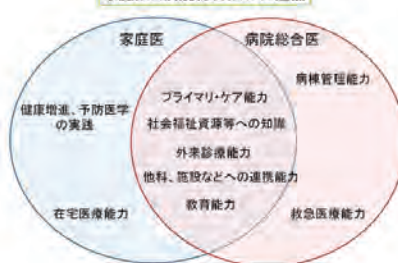 家庭医
病院総合医
病棟管理能力
プライマリ・ケア能力
健康増進、予防医学
の実践
社会福祉資源等への知識
外来診療能力
他科、施設などへの連携能力
教育能力
在宅医療能力
救急医療能力